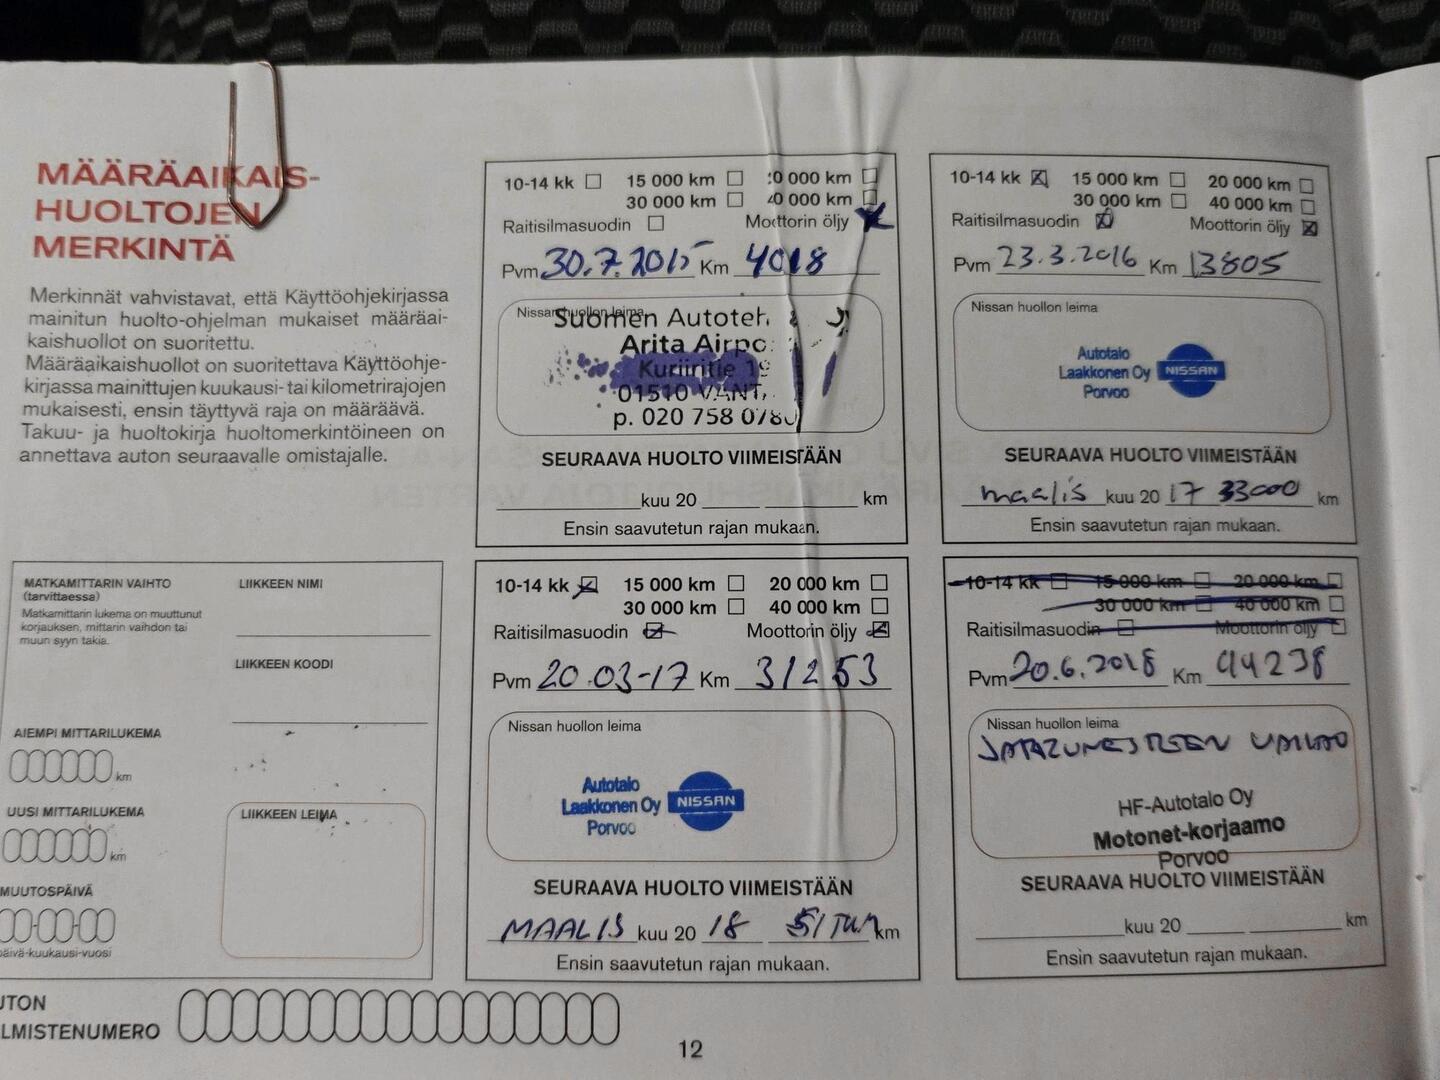 MÄÄRÄAIKAIS-
HUOLTOJEN
MERKINTÄ
Merkinnät vahvistavat, että Käyttöohjekirjassa
mainitun huolto-ohjelman mukaiset määräai-
kaishuollot on suoritettu.
Määräaikaishuollot on suoritettava Käyttöohje-
kirjassa mainittujen kuukausi- tai kilometrirajojen
mukaisesti, ensin täyttyvä raja on määräävä.
Takuu- ja huoltokirja huoltomerkintöineen on
annettava auton seuraavalle omistajalle.
10-14 kk 15 000 km 20 000 km
30 000 km 40 000 km
Raitisilmasuodin Moottorin öljy
Pvm 30.7.2015 Km 4018
Nissan huollon leima
Suomen Autoteh
Arita Airpo
Kuriiritie 19
01510 VANT
p. 020 758 0780
SEURAAVA HUOLTO VIIMEISTÄÄN
kuu 20 km
Ensin saavutetun rajan mukaan.
10-14 kk 15 000 km 20 000 km
30 000 km 40 000 km
Raitisilmasuodin Moottorin öljy
Pvm 23.3.2016 Km 13805
Nissan huollon leima
Autotalo
Laakkonen Oy NISSAN
Porvoo
SEURAAVA HUOLTO VIIMEISTÄÄN
maalis kuu 20 17 33000 km
Ensin saavutetun rajan mukaan.
MATKAMITTARIN VAIHTO
(tarvittaessa)
Matkamittarin lukema on muuttunut
korjauksen, mittarin vaihdon tai
muun syyn takia.
LIIKKEEN NIMI
LIIKKEEN KOODI
AIEMPI MITTARILUKEMA
km
UUSI MITTARILUKEMA
km
LIIKKEEN LEIMA
MUUTOSPÄIVÄ
päivä-kuukausi-vuosi
10-14 kk 15 000 km 20 000 km
30 000 km 40 000 km
Raitisilmasuodin Moottorin öljy
Pvm 20.03-17 Km 31253
Nissan huollon leima
Autotalo
Laakkonen Oy NISSAN
Porvoo
SEURAAVA HUOLTO VIIMEISTÄÄN
MAALIS kuu 20 18 51 km
Ensin saavutetun rajan mukaan.
10-14 kk 15 000 km 20 000 km
30 000 km 40 000 km
Raitisilmasuodin Moottorin öljy
Pvm 20.6.2018 Km 44238
Nissan huollon leima
JARRUNESTEEN VAIHTO
HF-Autotalo Oy
Motonet-korjaamo
Porvoo
SEURAAVA HUOLTO VIIMEISTÄÄN
kuu 20 km
Ensin saavutetun rajan mukaan.
UTON
LMISTENUMERO
12